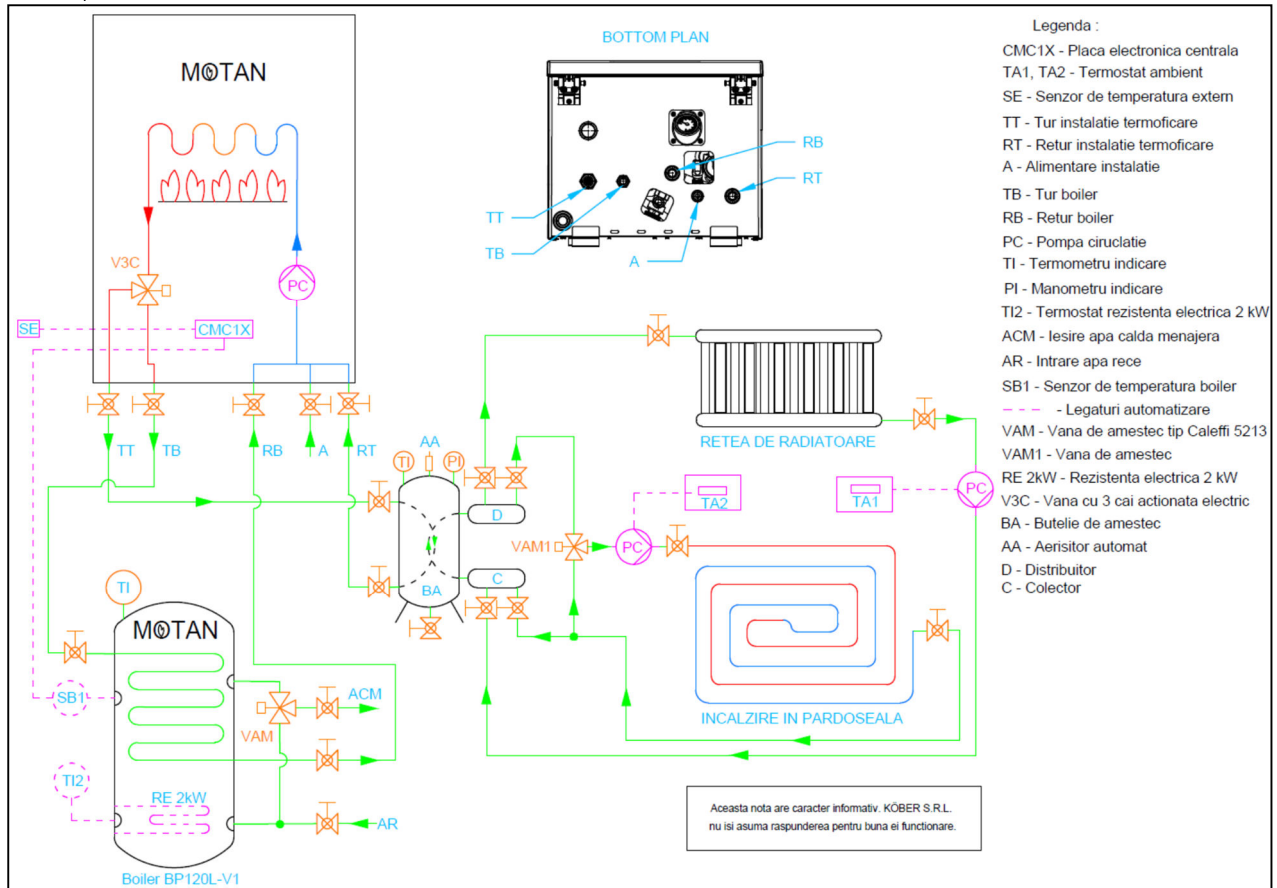 MOTAN
V3C
PC
SE
CMC1X
TT
TB
RB
A
RT
BOTTOM PLAN
RB
RT
TT
TB
A
Legenda :
CMC1X - Placa electronica centrala
TA1, TA2 - Termostat ambient
SE - Senzor de temperatura extern
TT - Tur instalatie termoficare
RT - Retur instalatie termoficare
A - Alimentare instalatie
TB - Tur boiler
RB - Retur boiler
PC - Pompa ciruclatie
TI - Termometru indicare
PI - Manometru indicare
TI2 - Termostat rezistenta electrica 2 kW
ACM - Iesire apa calda menajera
AR - Intrare apa rece
SB1 - Senzor de temperatura boiler
- Legaturi automatizare
VAM - Vana de amestec tip Caleffi 5213
VAM1 - Vana de amestec
RE 2kW - Rezistenta electrica 2 kW
V3C - Vana cu 3 cai actionata electric
BA - Butelie de amestec
AA - Aerisitor automat
D - Distribuitor
C - Colector
RETEA DE RADIATOARE
AA
TI
PI
D
C
BA
VAM1
PC
TA2
TA1
PC
INCALZIRE IN PARDOSEALA
TI
MOTAN
SB1
ACM
VAM
TI2
RE 2kW
AR
Boiler BP120L-V1
Aceasta nota are caracter informativ. KÖBER S.R.L.
nu isi asuma raspunderea pentru buna ei functionare.